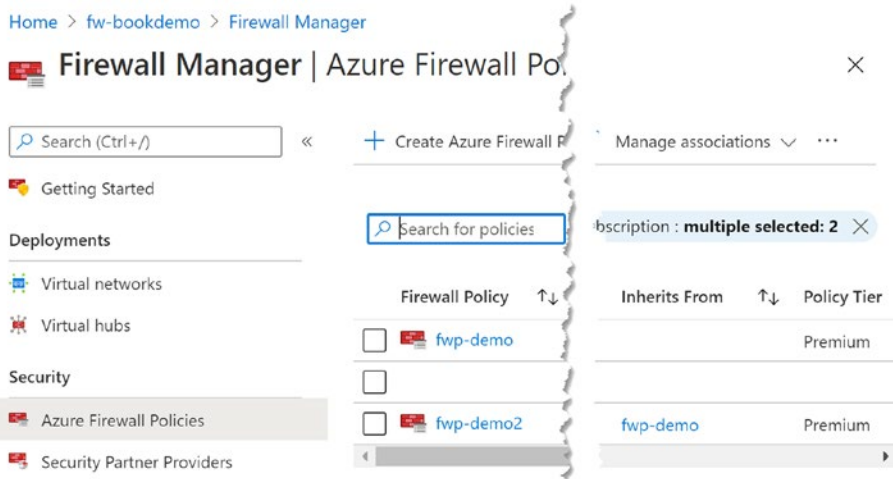 Home > fw-bookdemo > Firewall Manager
Firewall Manager | Azure Firewall Po
Search (Ctrl+/)
Create Azure Firewall P
Manage associations
Getting Started
Search for policies
bscription : multiple selected: 2
Deployments
Virtual networks
Firewall Policy
Inherits From
Policy Tier
Virtual hubs
fwp-demo
Premium
Security
Azure Firewall Policies
fwp-demo2
fwp-demo
Premium
Security Partner Providers